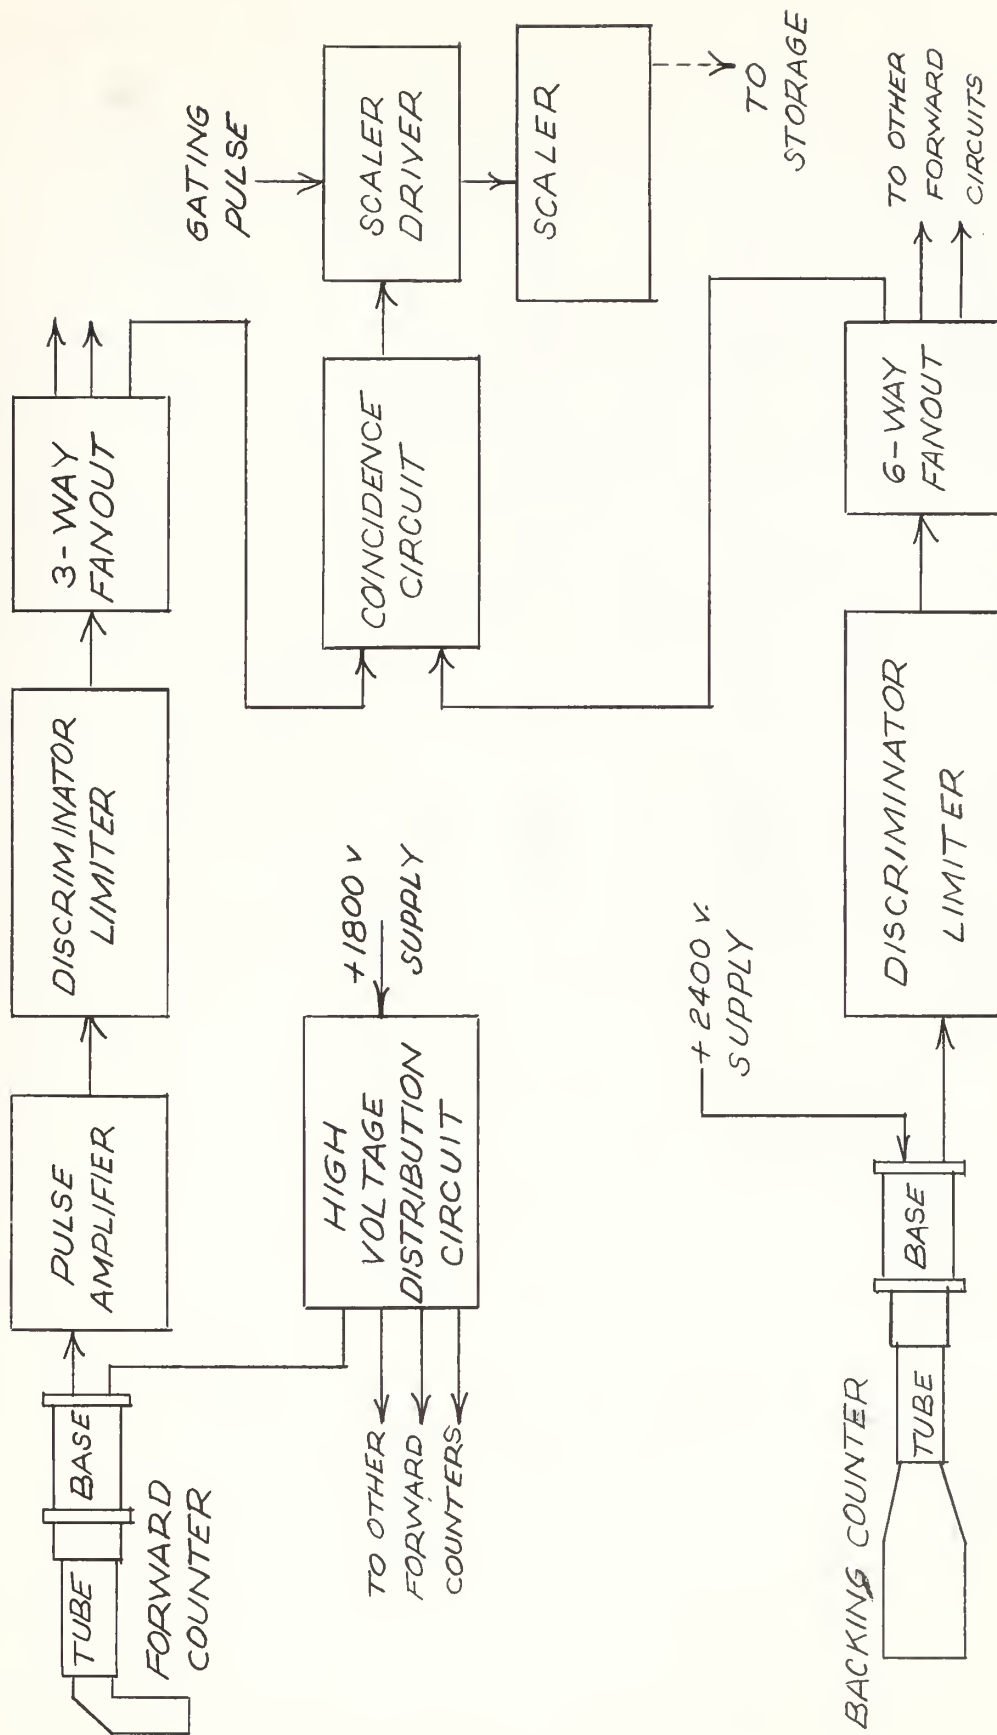 TUBE
BASE
FORWARD
COUNTER
PULSE
AMPLIFIER
DISCRIMINATOR
LIMITER
3-WAY
FANOUT
GATING
PULSE
HIGH
VOLTAGE
DISTRIBUTION
CIRCUIT
+1800 v
SUPPLY
TO OTHER
FORWARD
COUNTERS
COINCIDENCE
CIRCUIT
SCALER
DRIVER
SCALER
TO
STORAGE
+2400 v.
SUPPLY
BACKING COUNTER
TUBE
BASE
DISCRIMINATOR
LIMITER
6-WAY
FANOUT
TO OTHER
FORWARD
CIRCUITS